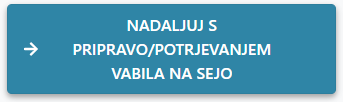 NADALJUJ S
PRIPRAVO/POTRJEVANJEM
VABILA NA SEJO